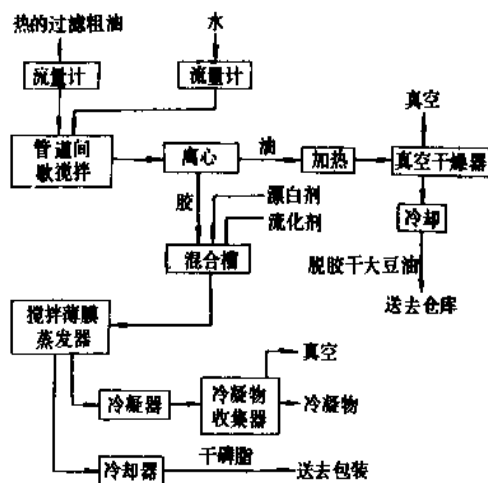 热的过滤粗油
水
流量计
流量计
真空
管道间
歇搅拌
离心
油
加热
真空干燥器
胶
漂白剂
流化剂
冷却
混合槽
脱胶干大豆油
送去仓库
搅拌薄膜
蒸发器
真空
冷凝器
冷凝物
收集器
冷凝物
冷却器
干磷脂
送去包装